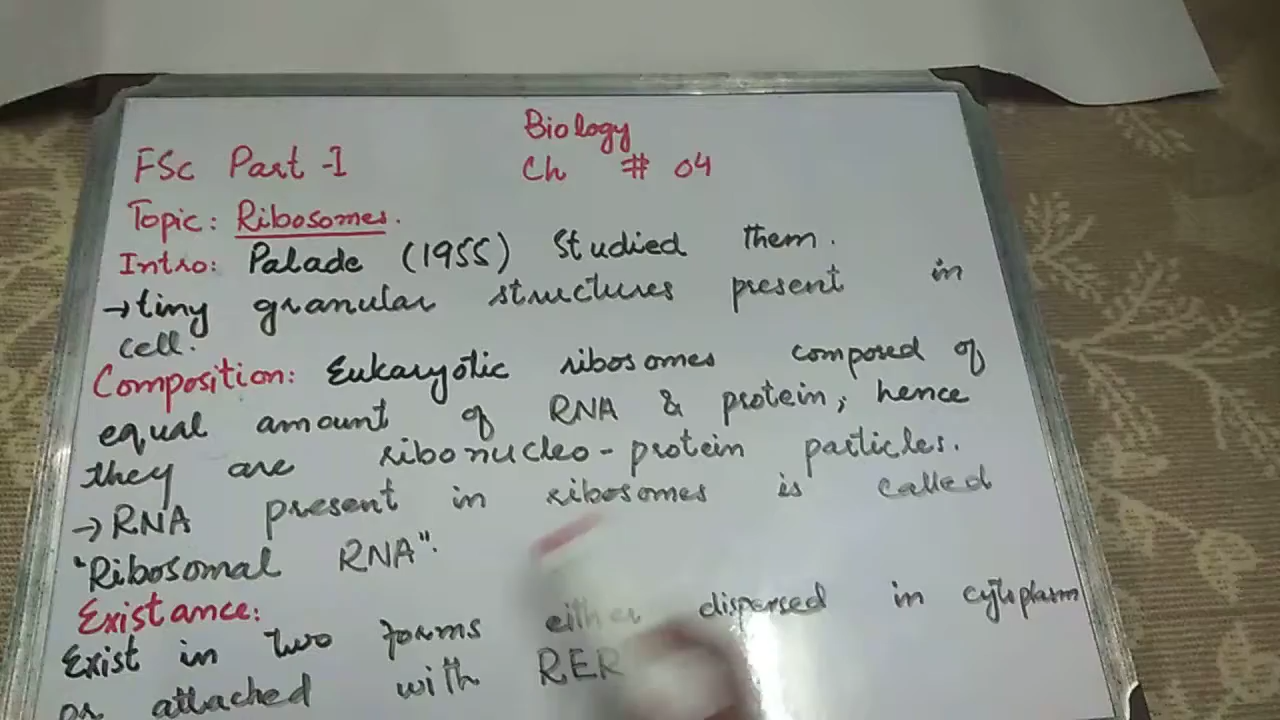 Biology
FSc Part -I Ch # 04
Topic: Ribosomes.
Intro: Palade (1955) Studied them.
→ tiny granular structures present in
cell.
Composition: Eukaryotic ribosomes composed of
equal amount of RNA & protein, hence
they are ribonucleo-protein particles.
→ RNA present in ribosomes is called
"Ribosomal RNA".
Existance:
Exist in two forms either dispersed in cytoplasm
or attached with RER